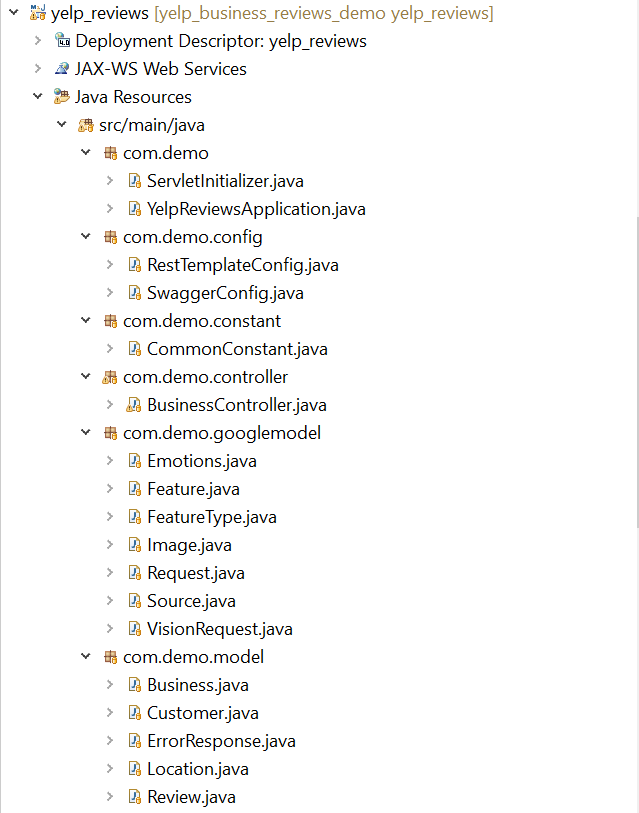 yelp_reviews [yelp_business_reviews_demo yelp_reviews]
Deployment Descriptor: yelp_reviews
JAX-WS Web Services
Java Resources
src/main/java
com.demo
ServletInitializer.java
YelpReviewsApplication.java
com.demo.config
RestTemplateConfig.java
SwaggerConfig.java
com.demo.constant
CommonConstant.java
com.demo.controller
BusinessController.java
com.demo.googlemodel
Emotions.java
Feature.java
FeatureType.java
Image.java
Request.java
Source.java
VisionRequest.java
com.demo.model
Business.java
Customer.java
ErrorResponse.java
Location.java
Review.java